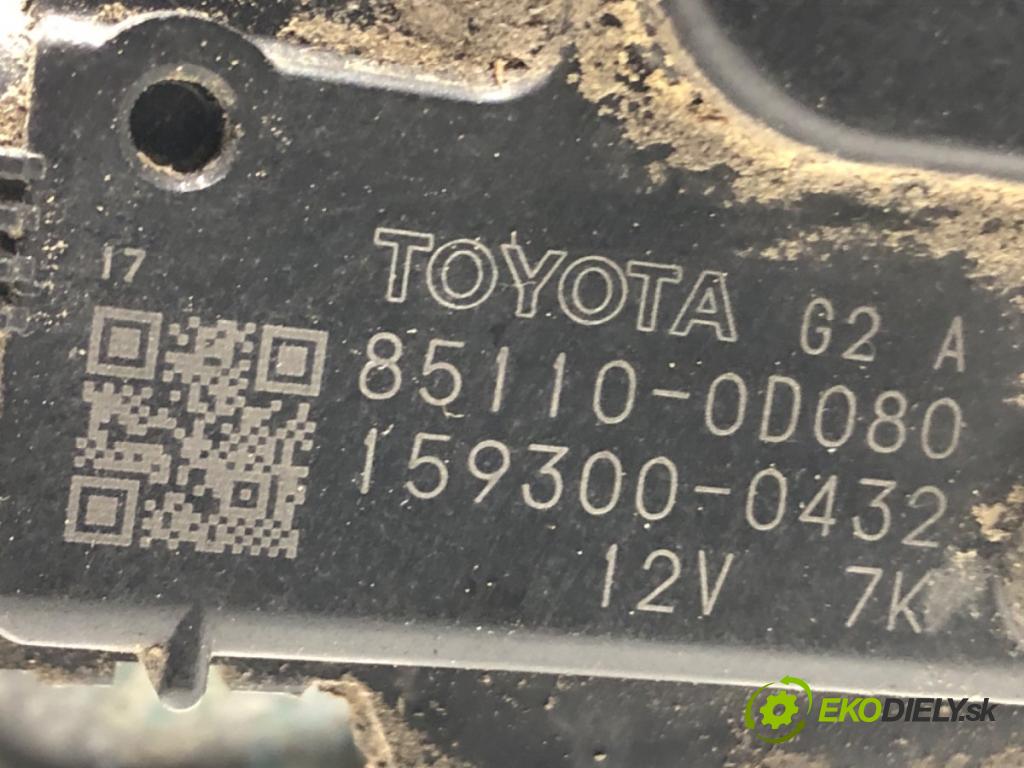 17
TOYOTA G2 A
85110-0D080
159300-0432
12V 7K
EKODIELY.sk